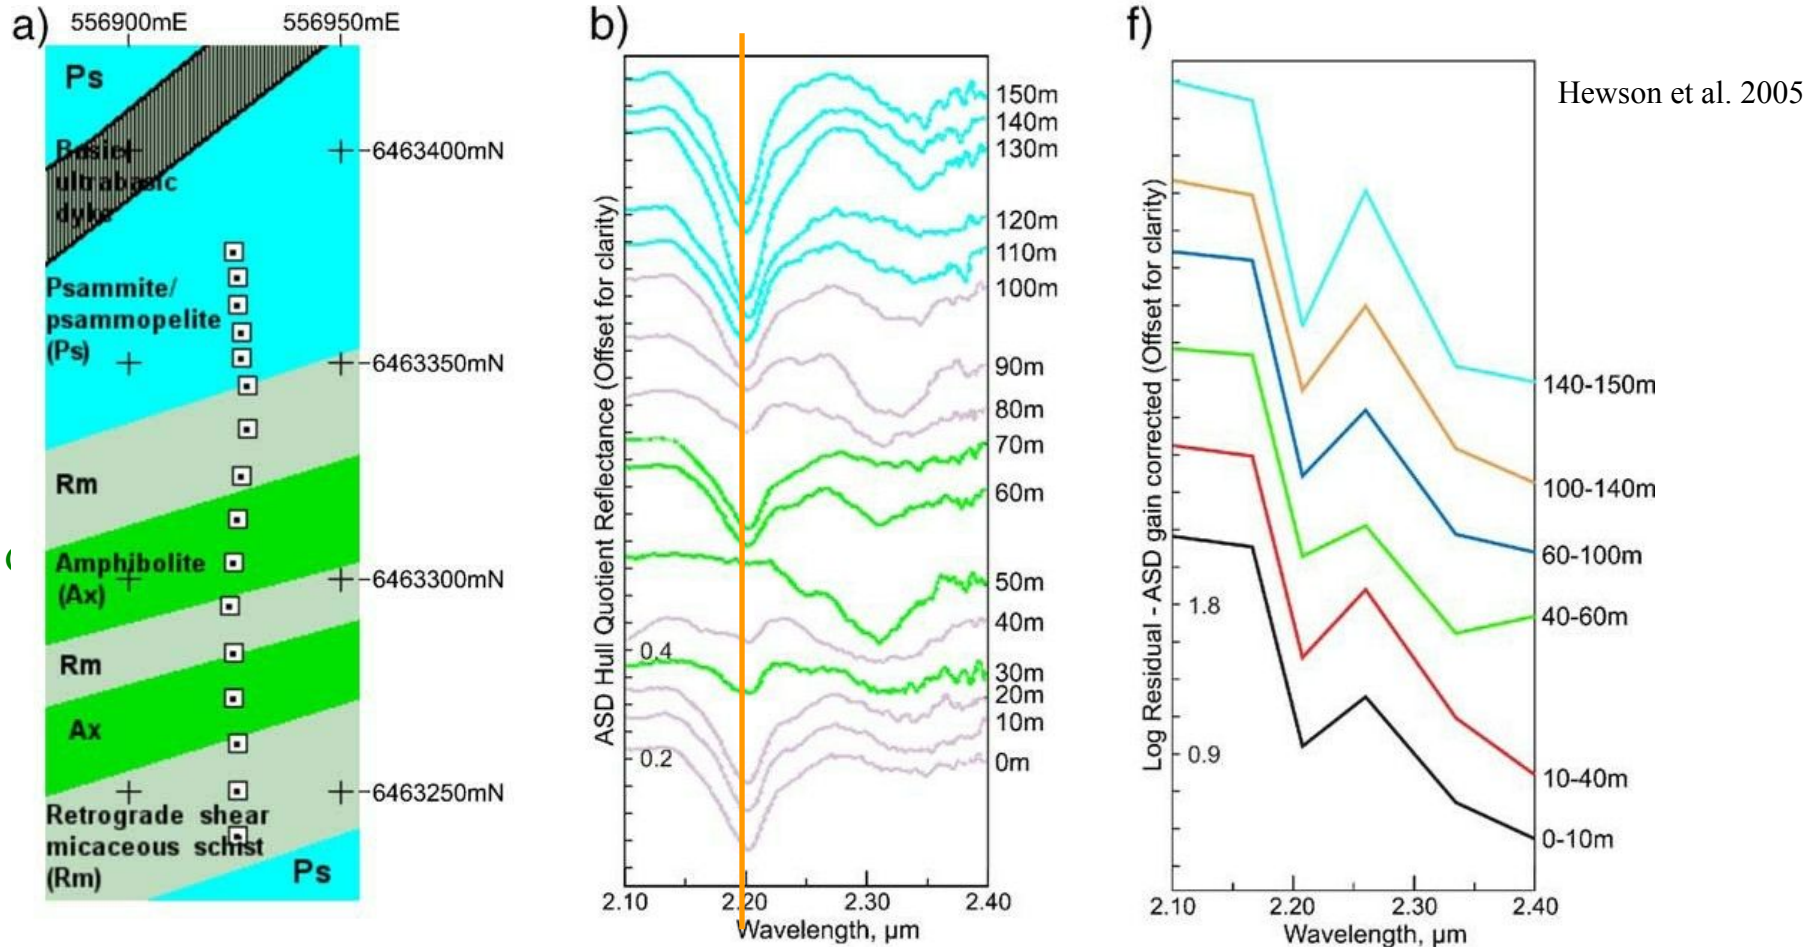 a)
556900mE
556950mE
Ps
6463400mN
Basic
ultrabasic
dyke
Psammite/
psammopelite
(Ps)
6463350mN
Rm
Amphibolite
(Ax)
6463300mN
Rm
Ax
6463250mN
Retrograde shear
micaceous schist
(Rm)
Ps
b)
ASD Hull Quotient Reflectance (Offset for clarity)
150m
140m
130m
120m
110m
100m
90m
80m
70m
60m
50m
40m
0.4
30m
20m
10m
0.2
0m
2.10
2.20
2.30
2.40
Wavelength, µm
f)
Hewson et al. 2005
Log Residual - ASD gain corrected (Offset for clarity)
140-150m
100-140m
60-100m
1.8
40-60m
0.9
10-40m
0-10m
2.10
2.20
2.30
2.40
Wavelength, µm